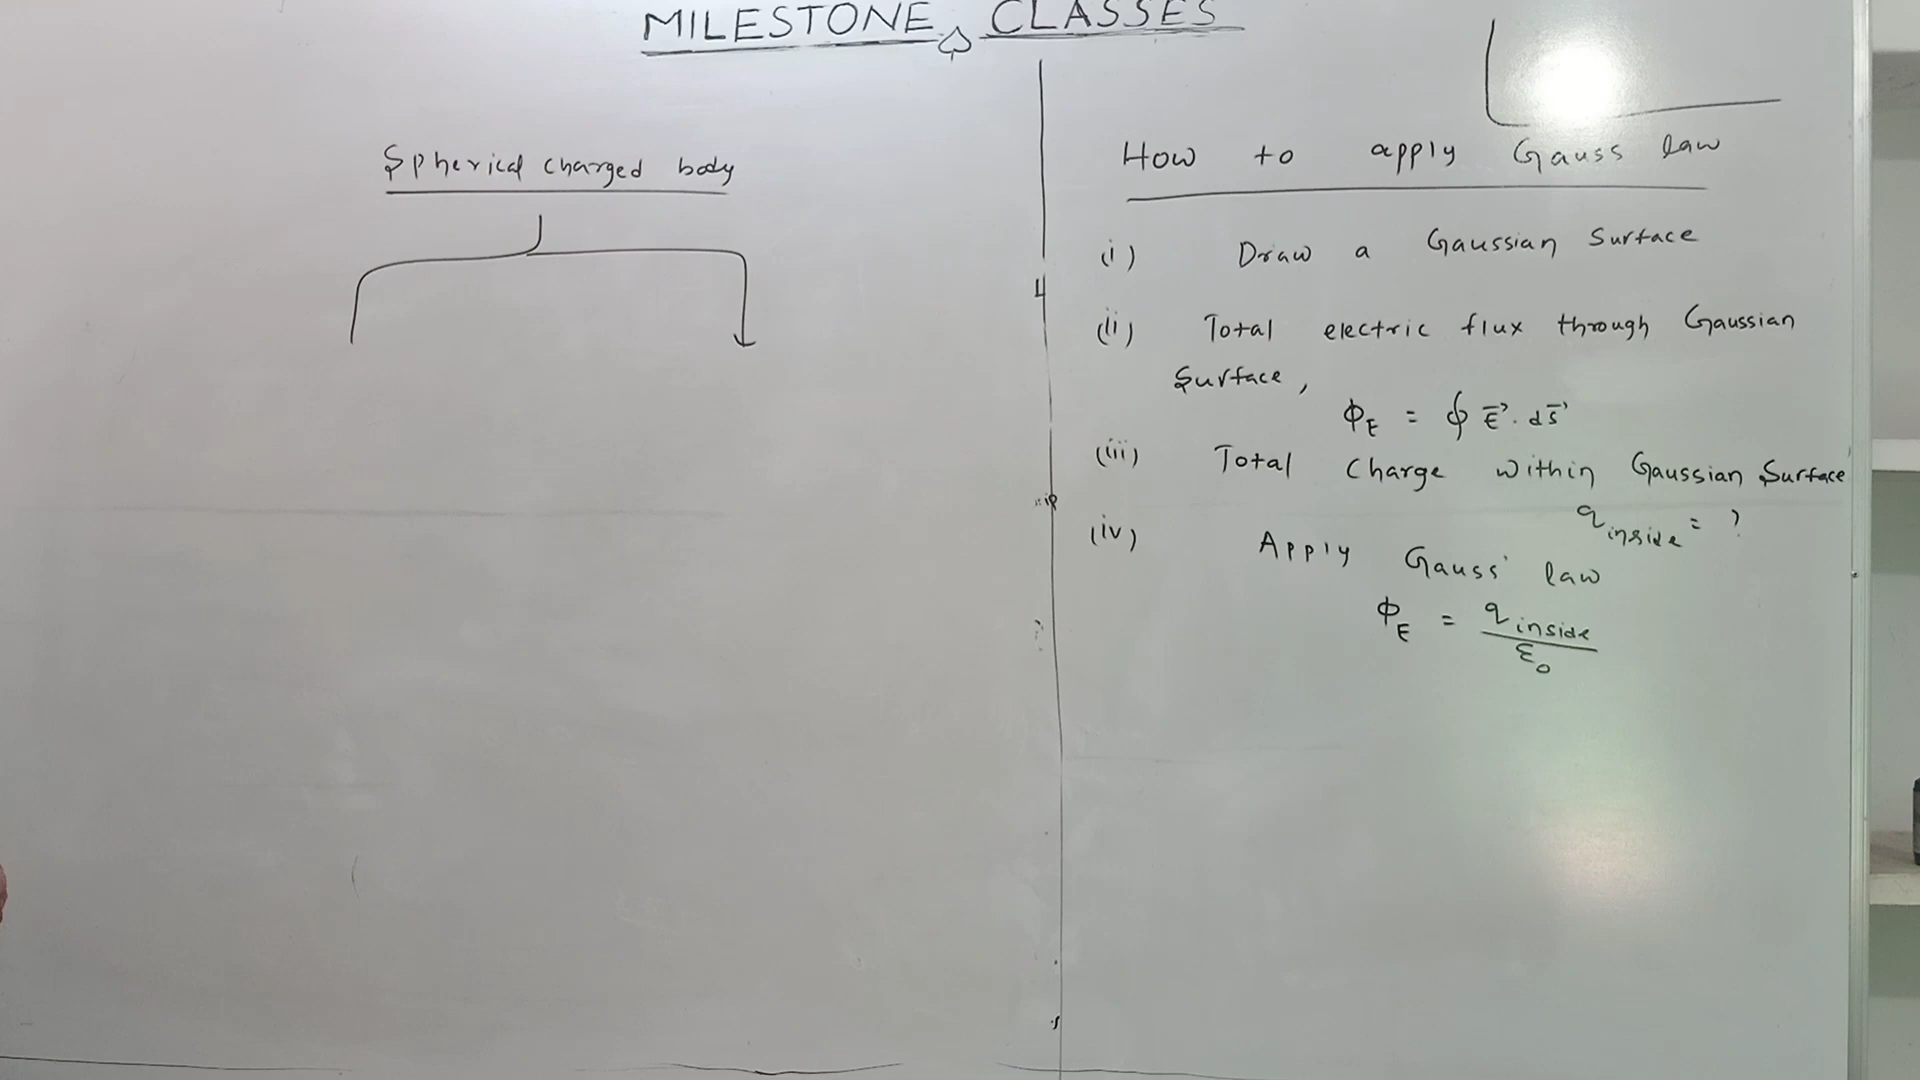 MILESTONE CLASSES
Spherical charged body
How to apply Gauss law
(i) Draw a Gaussian Surface
(ii) Total electric flux through Gaussian
Surface,
ϕ_E = ∮ E⃗ . dS⃗
(iii) Total Charge within Gaussian Surface
q_inside = ?
(iv) Apply Gauss' law
ϕ_E = q_inside / ε_0